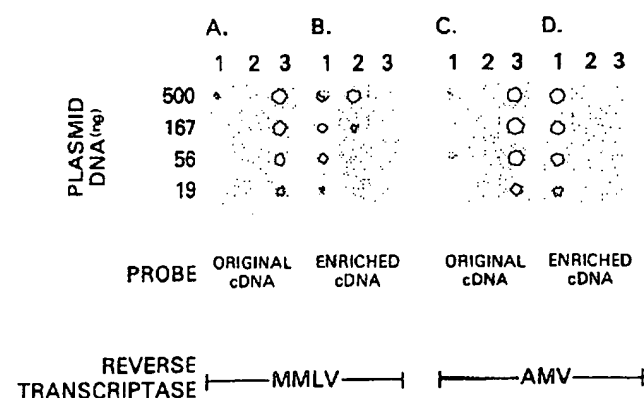 A. B. C. D.
1 2 3 1 2 3 1 2 3 1 2 3
PLASMID
DNA(ng)
500
167
56
19
PROBE ORIGINAL cDNA ENRICHED cDNA ORIGINAL cDNA ENRICHED cDNA
REVERSE
TRANSCRIPTASE MMLV AMV